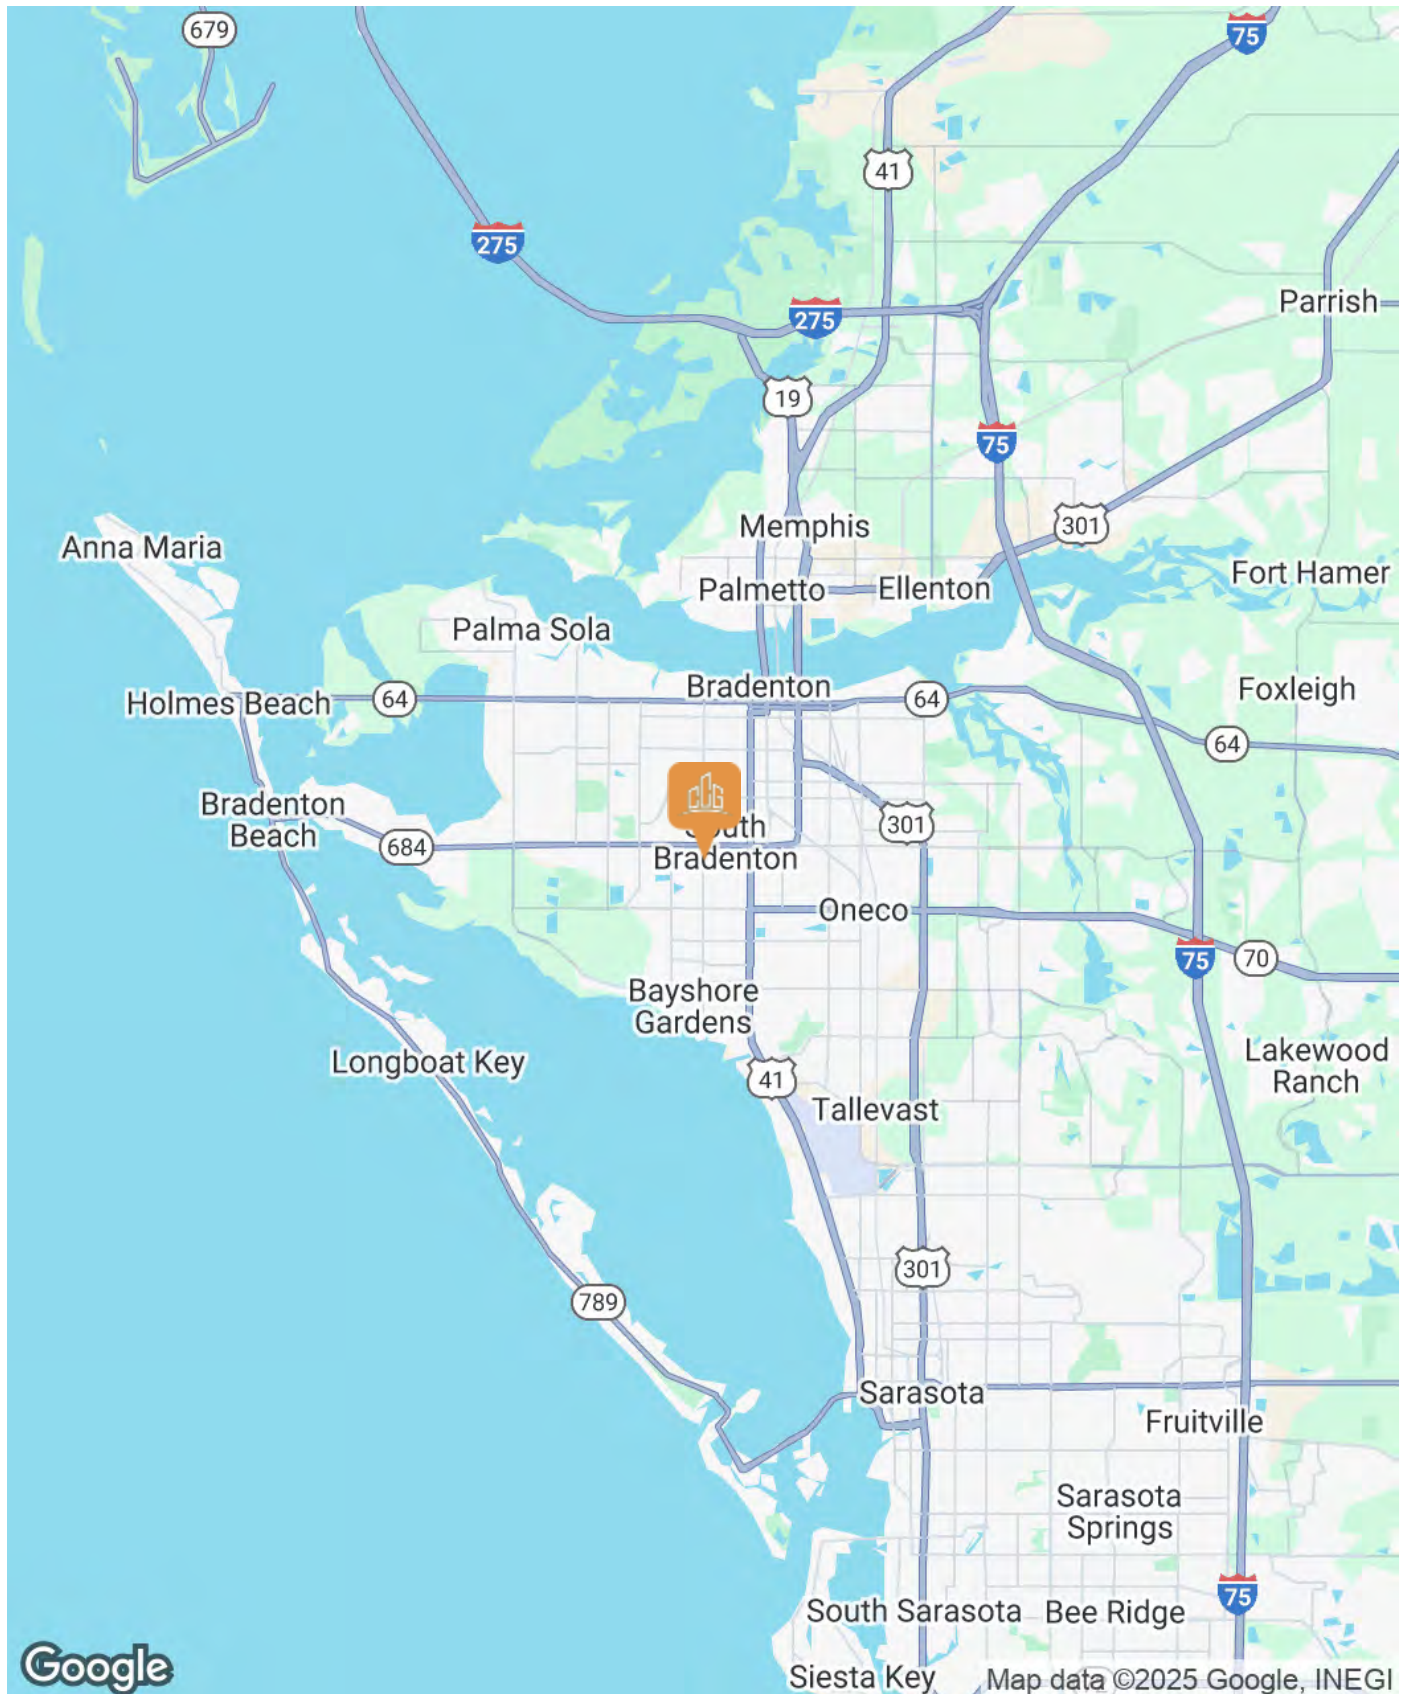 679
75
41
275
275
Parrish
19
75
301
Memphis
Anna Maria
Fort Hamer
Palmetto
Ellenton
Palma Sola
Bradenton
Foxleigh
Holmes Beach
64
64
64
CCG
Bradenton
Beach
301
South
Bradenton
684
Oneco
75
70
Bayshore
Gardens
Longboat Key
Lakewood
Ranch
41
Tallevast
301
789
Sarasota
Fruitville
Sarasota
Springs
75
South Sarasota
Bee Ridge
Siesta Key
Google
Map data ©2025 Google, INEGI